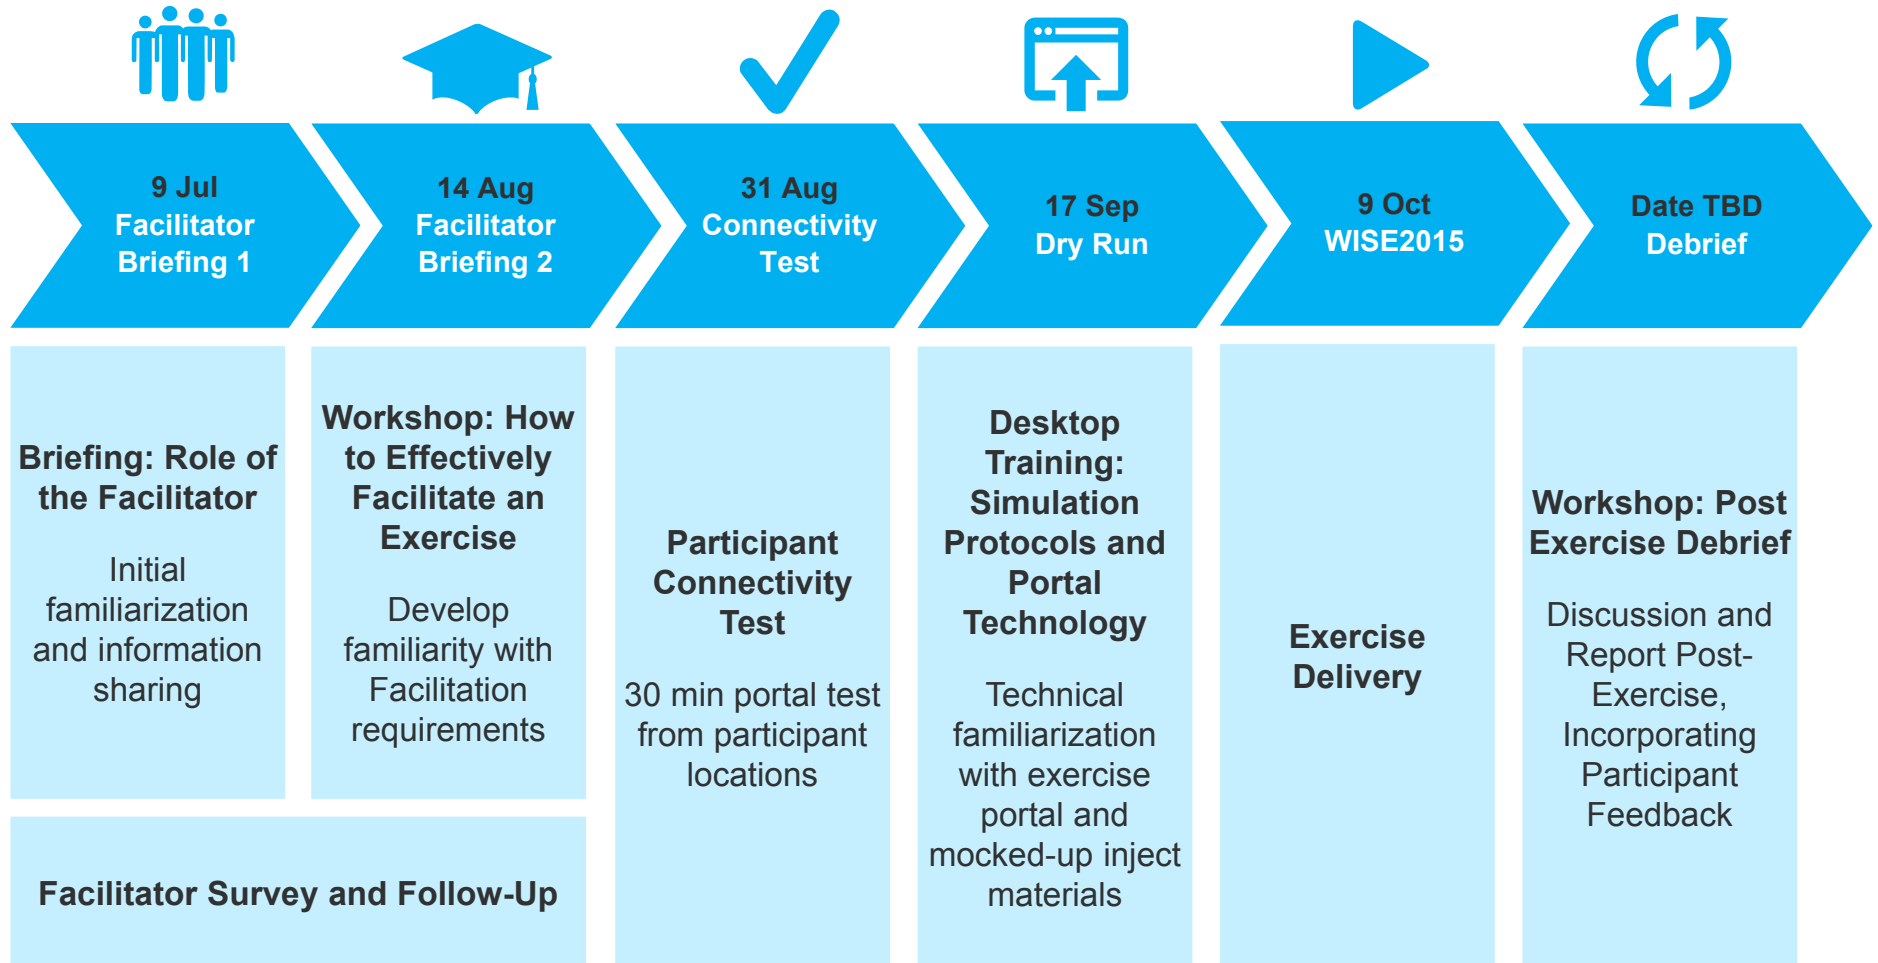 9 Jul
Facilitator
Briefing 1
14 Aug
Facilitator
Briefing 2
31 Aug
Connectivity
Test
17 Sep
Dry Run
9 Oct
WISE2015
Date TBD
Debrief
Briefing: Role of
the Facilitator
Initial
familiarization
and information
sharing
Workshop: How
to Effectively
Facilitate an
Exercise
Develop
familiarity with
Facilitation
requirements
Facilitator Survey and Follow-Up
Participant
Connectivity
Test
30 min portal test
from participant
locations
Desktop
Training:
Simulation
Protocols and
Portal
Technology
Technical
familiarization
with exercise
portal and
mocked-up inject
materials
Exercise
Delivery
Workshop: Post
Exercise Debrief
Discussion and
Report Post-
Exercise,
Incorporating
Participant
Feedback